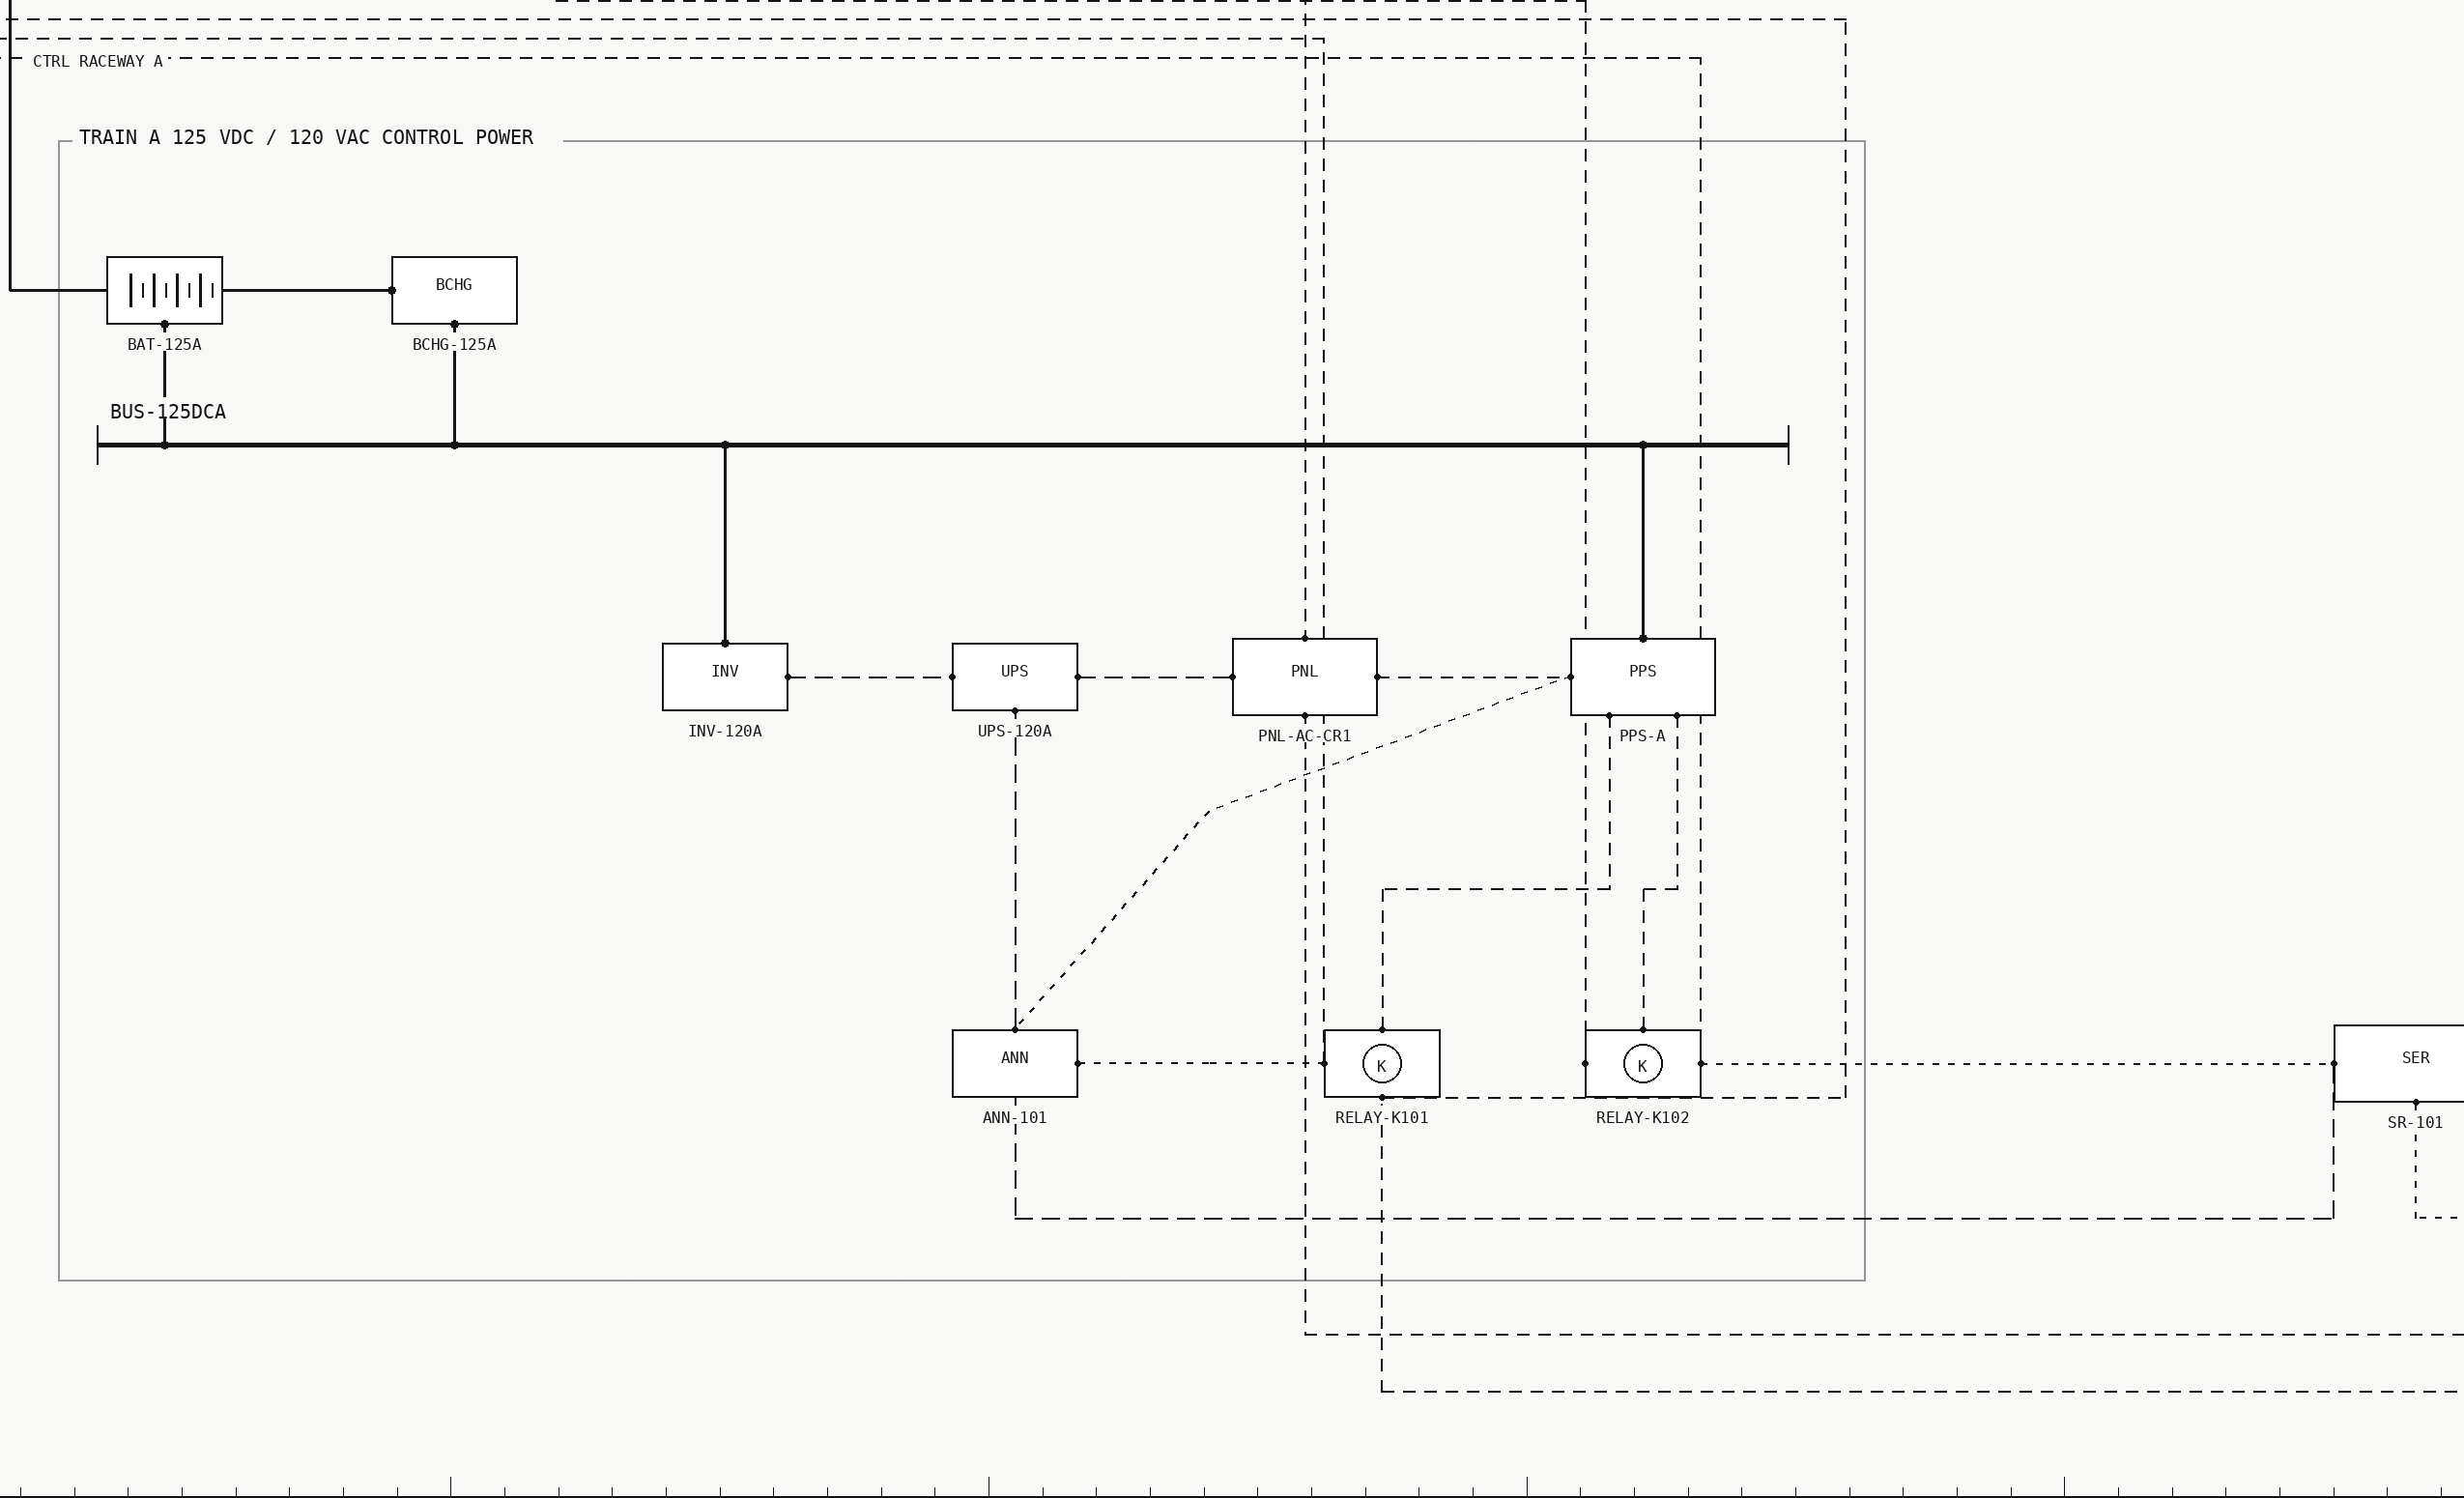 CTRL RACEWAY A
TRAIN A 125 VDC / 120 VAC CONTROL POWER
BCHG
BAT-125A
BCHG-125A
BUS-125DCA
INV
UPS
PNL
PPS
INV-120A
UPS-120A
PNL-AC-CR1
PPS-A
ANN
K
K
SER
ANN-101
RELAY-K101
RELAY-K102
SR-101